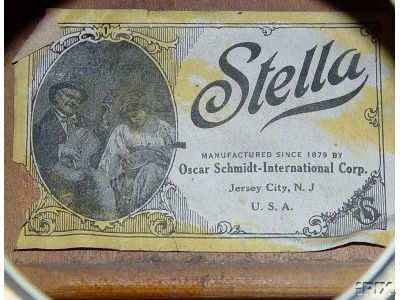 Stella
MANUFACTURED SINCE 1879 BY
Oscar Schmidt-International Corp.
Jersey City, N. J
U. S. A.